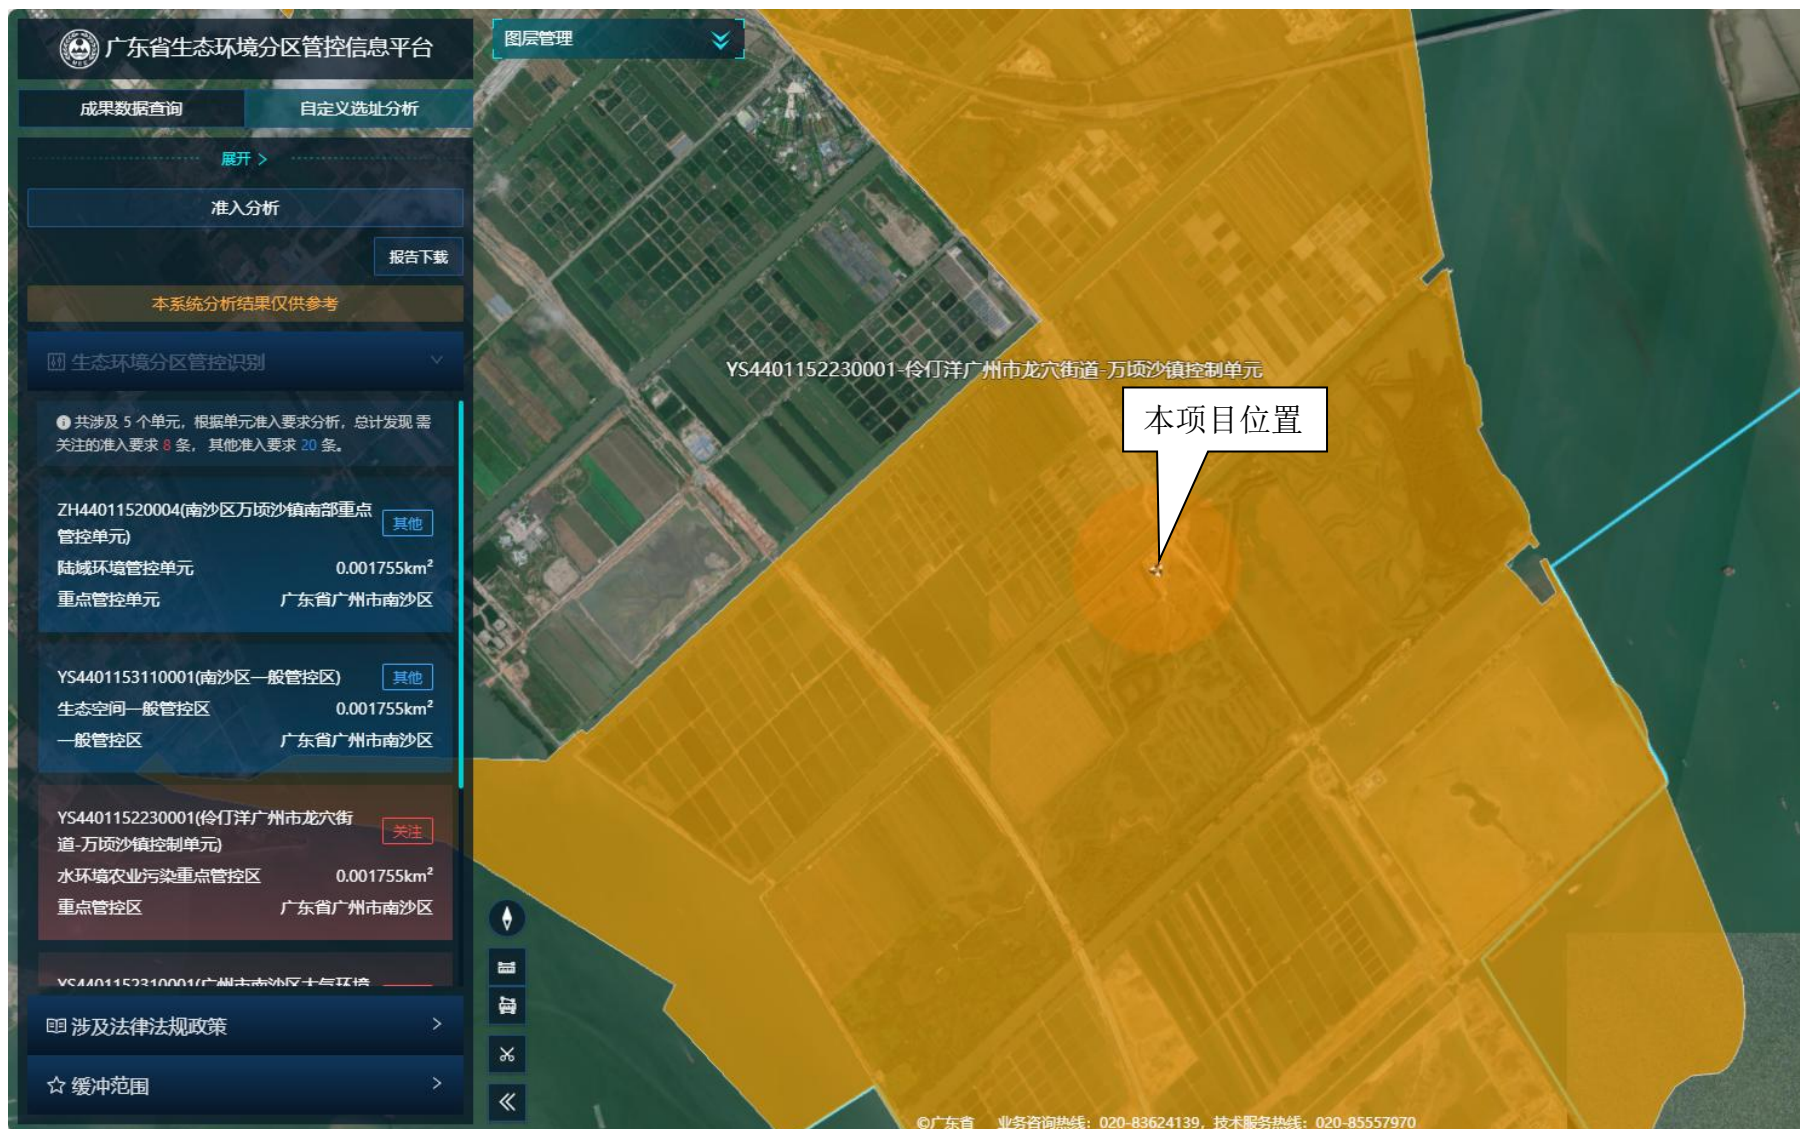 广东省生态环境分区管控信息平台
图层管理
成果数据查询
自定义选址分析
展开 >
准入分析
报告下载
本系统分析结果仅供参考
生态环境分区管控识别
共涉及 5 个单元，根据单元准入要求分析，总计发现 需
关注的准入要求 8 条， 其他准入要求 20 条。
ZH44011520004(南沙区万顷沙镇南部重点
管控单元)
其他
陆域环境管控单元 0.001755km²
重点管控单元 广东省广州市南沙区
YS4401153110001(南沙区一般管控区)
其他
生态空间一般管控区 0.001755km²
一般管控区 广东省广州市南沙区
YS4401152230001(伶仃洋广州市龙穴街
道-万顷沙镇控制单元)
关注
水环境农业污染重点管控区 0.001755km²
重点管控区 广东省广州市南沙区
YS4401152310001(广州市南沙区大气环境
涉及法律法规政策
缓冲范围
YS4401152230001-伶仃洋广州市龙穴街道-万顷沙镇控制单元
本项目位置
©广东省 业务咨询热线：020-83624139，技术服务热线：020-85557970